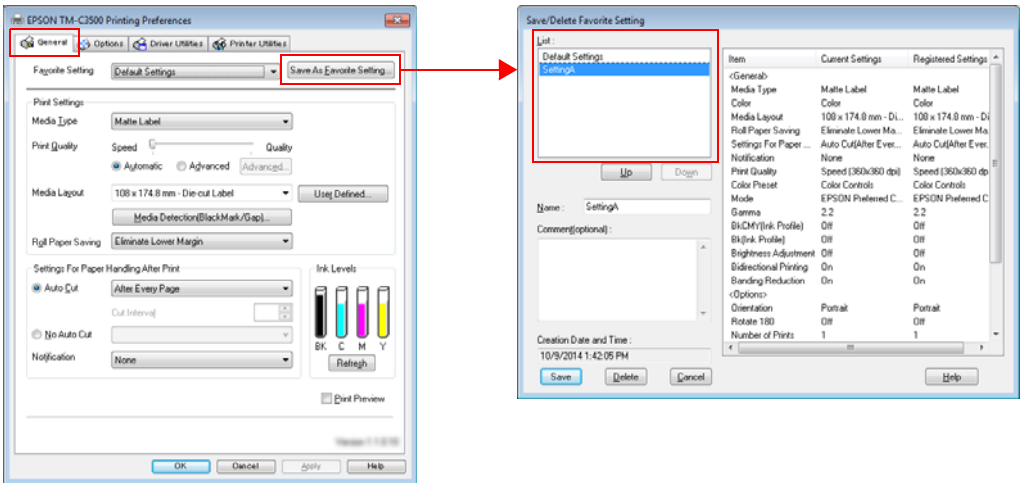 EPSON TM-C3500 Printing Preferences
General Options Driver Utilities Printer Utilities
Favorite Setting Default Settings Save As Favorite Setting...
Print Settings
Media Type Matte Label
Print Quality Speed Quality
Automatic Advanced Advanced...
Media Layout 108 x 174.8 mm - Die-cut Label User Defined...
Media Detection(BlackMark/Gap)...
Roll Paper Saving Eliminate Lower Margin
Settings For Paper Handling After Print
Auto Cut After Every Page
Cut Interval
No Auto Cut
Notification None
Ink Levels
BK C M Y
Refresh
Print Preview
OK Cancel Apply Help
Save/Delete Favorite Setting
List :
Default Settings
SettingA
Up Down
Name : SettingA
Comment(optional) :
Creation Date and Time :
10/9/2014 1:42:05 PM
Save Delete Cancel
Item Current Settings Registered Settings
<General>
Media Type Matte Label Matte Label
Color Color Color
Media Layout 108 x 174.8 mm - Di... 108 x 174.8 mm - Di
Roll Paper Saving Eliminate Lower Ma... Eliminate Lower Ma
Settings For Paper ... Auto Cut(After Ever... Auto Cut(After Ever.
Notification None None
Print Quality Speed (360x360 dpi) Speed (360x360 dp
Color Preset Color Controls Color Controls
Mode EPSON Preferred C... EPSON Preferred C
Gamma 2.2 2.2
BkCMY(Ink Profile) Off Off
Bk(Ink Profile) Off Off
Brightness Adjustment Off Off
Bidirectional Printing On On
Banding Reduction On On
<Options>
Orientation Portrait Portrait
Rotate 180 Off Off
Number of Prints 1 1
Help